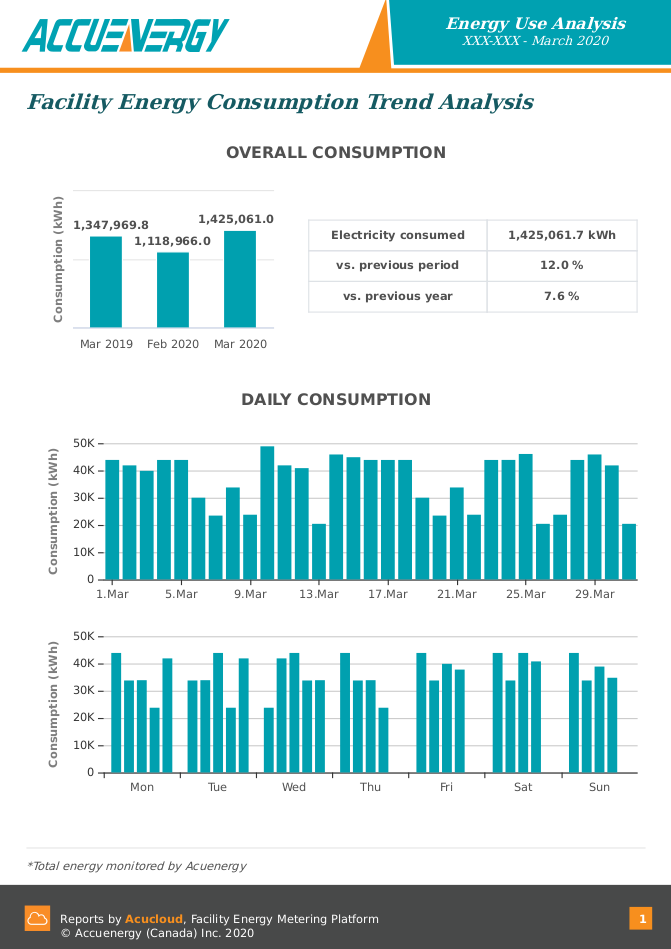 ACCUENERGY
Energy Use Analysis
XXX-XXX - March 2020
Facility Energy Consumption Trend Analysis
OVERALL CONSUMPTION
Consumption (kWh)
1,347,969.8
1,118,966.0
1,425,061.0
Mar 2019 Feb 2020 Mar 2020
Electricity consumed 1,425,061.7 kWh
vs. previous period 12.0 %
vs. previous year 7.6 %
DAILY CONSUMPTION
Consumption (kWh)
50K
40K
30K
20K
10K
0
1.Mar 5.Mar 9.Mar 13.Mar 17.Mar 21.Mar 25.Mar 29.Mar
Consumption (kWh)
50K
40K
30K
20K
10K
0
Mon Tue Wed Thu Fri Sat Sun
*Total energy monitored by Acuenergy
Reports by Acucloud, Facility Energy Metering Platform
© Accuenergy (Canada) Inc. 2020
1